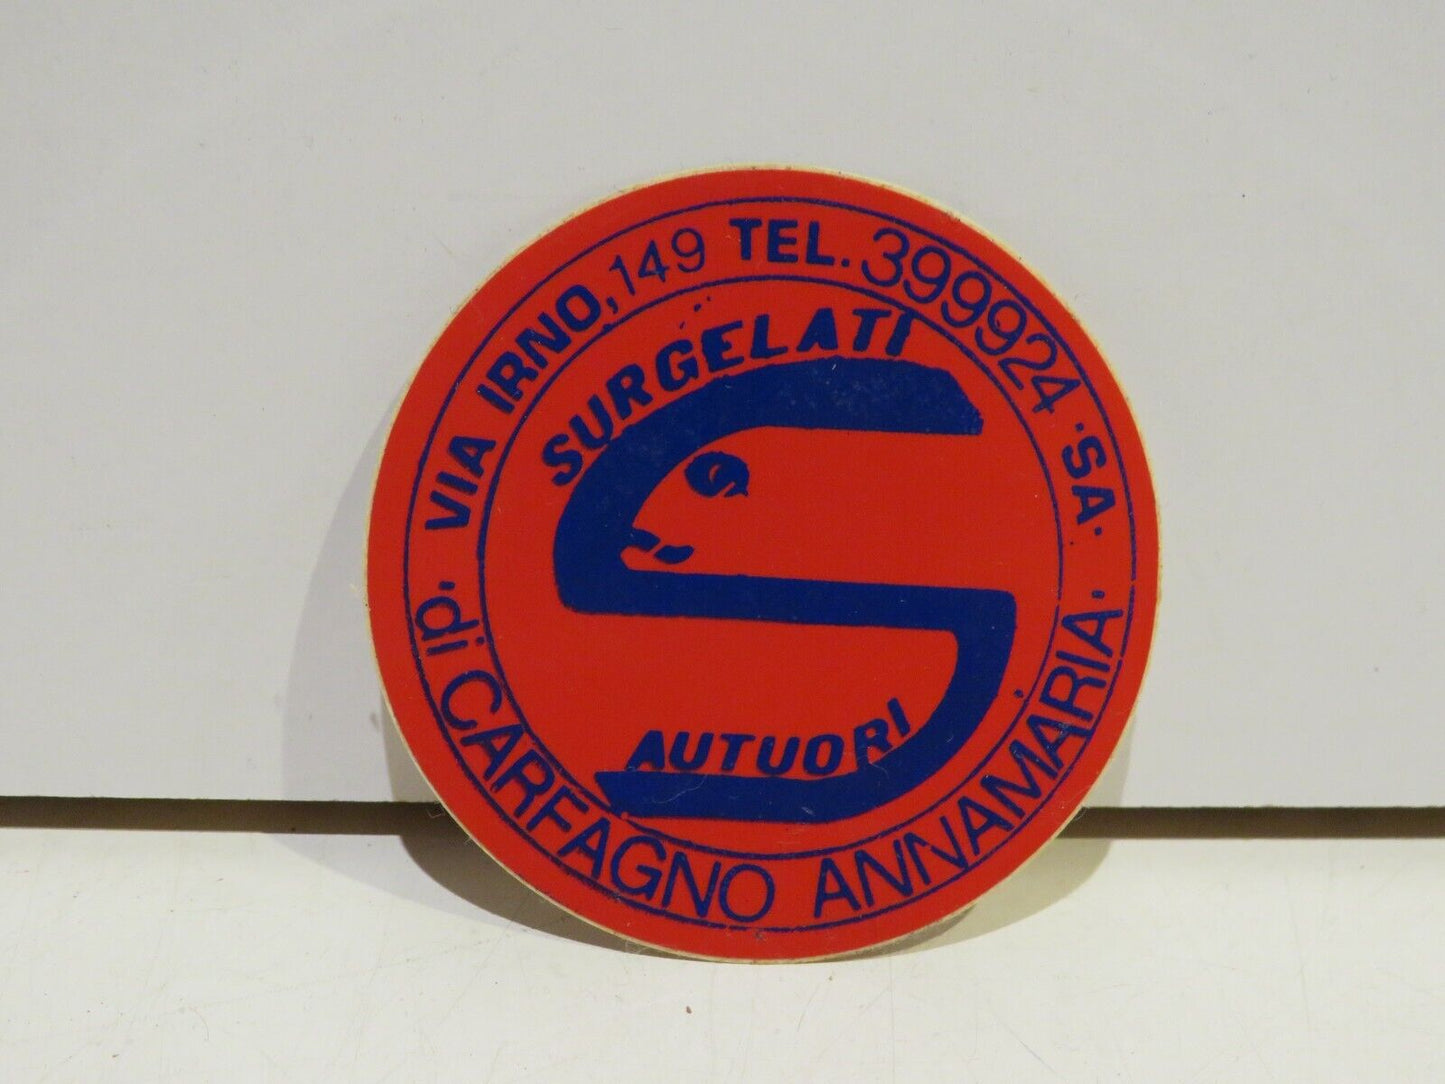 · VIA IRNO, 149 TEL. 399924 · SA ·
SURGELATI
AUTUORI
di CARFAGNO ANNAMARIA ·